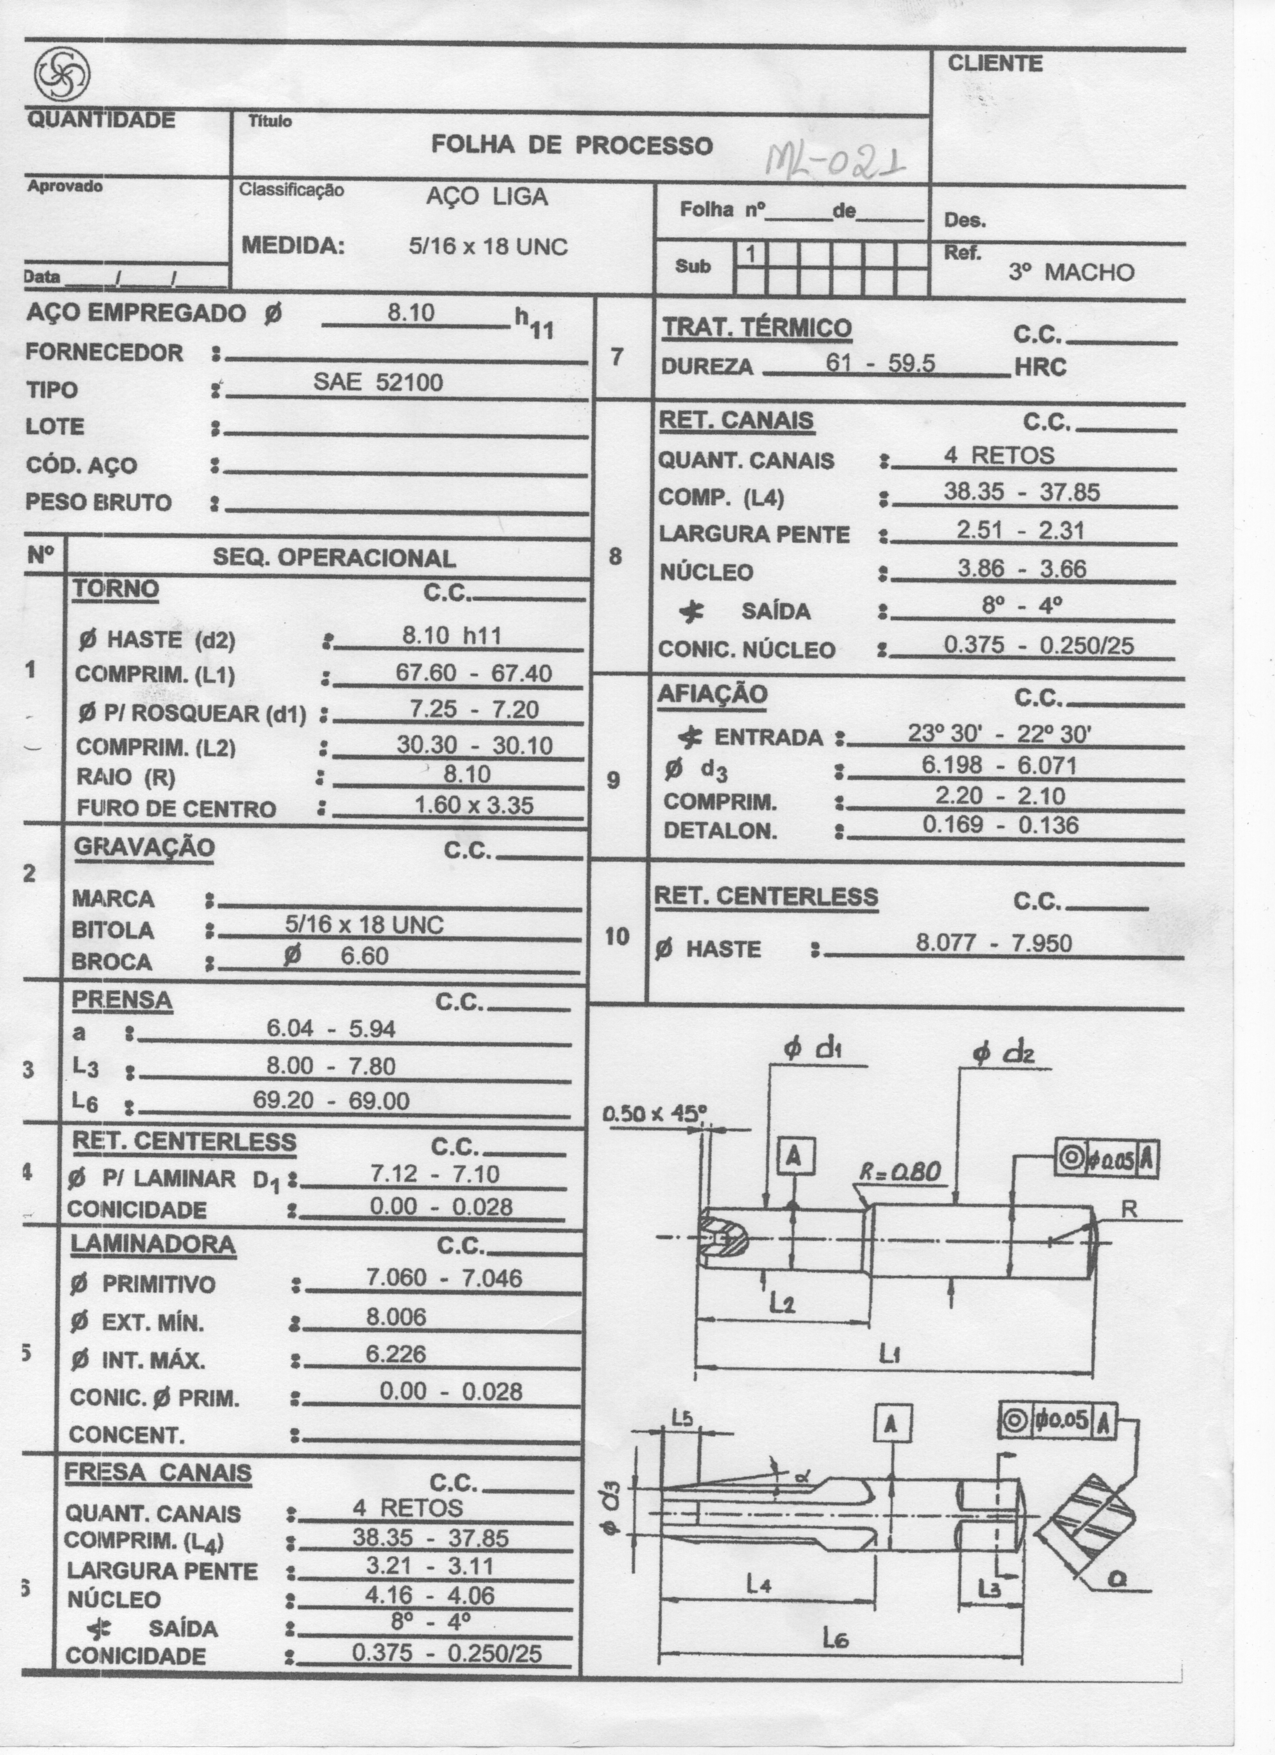 CLIENTE
QUANTIDADE
Título
FOLHA DE PROCESSO
ML-021
Aprovado
Classificação
AÇO LIGA
MEDIDA: 5/16 x 18 UNC
Folha nº______de______
Des.
Sub 1
Ref.
3º MACHO
Data ____/____/____
AÇO EMPREGADO Ø 8.10 h11
FORNECEDOR :
TIPO : SAE 52100
LOTE :
CÓD. AÇO :
PESO BRUTO :
Nº SEQ. OPERACIONAL
1
TORNO C.C.
Ø HASTE (d2) : 8.10 h11
COMPRIM. (L1) : 67.60 - 67.40
Ø P/ ROSQUEAR (d1) : 7.25 - 7.20
COMPRIM. (L2) : 30.30 - 30.10
RAIO (R) : 8.10
FURO DE CENTRO : 1.60 x 3.35
2
GRAVAÇÃO C.C.
MARCA :
BITOLA : 5/16 x 18 UNC
BROCA : Ø 6.60
3
PRENSA C.C.
a : 6.04 - 5.94
L3 : 8.00 - 7.80
L6 : 69.20 - 69.00
4
RET. CENTERLESS C.C.
Ø P/ LAMINAR D1 : 7.12 - 7.10
CONICIDADE : 0.00 - 0.028
5
LAMINADORA C.C.
Ø PRIMITIVO : 7.060 - 7.046
Ø EXT. MÍN. : 8.006
Ø INT. MÁX. : 6.226
CONIC. Ø PRIM. : 0.00 - 0.028
CONCENT. :
6
FRESA CANAIS C.C.
QUANT. CANAIS : 4 RETOS
COMPRIM. (L4) : 38.35 - 37.85
LARGURA PENTE : 3.21 - 3.11
NÚCLEO : 4.16 - 4.06
∢ SAÍDA : 8º - 4º
CONICIDADE : 0.375 - 0.250/25
7
TRAT. TÉRMICO C.C.
DUREZA 61 - 59.5 HRC
8
RET. CANAIS C.C.
QUANT. CANAIS : 4 RETOS
COMP. (L4) : 38.35 - 37.85
LARGURA PENTE : 2.51 - 2.31
NÚCLEO : 3.86 - 3.66
∢ SAÍDA : 8º - 4º
CONIC. NÚCLEO : 0.375 - 0.250/25
9
AFIAÇÃO C.C.
∢ ENTRADA : 23º 30' - 22º 30'
Ø d3 : 6.198 - 6.071
COMPRIM. : 2.20 - 2.10
DETALON. : 0.169 - 0.136
10
RET. CENTERLESS C.C.
Ø HASTE : 8.077 - 7.950
ϕ d1
ϕ d2
0.50 x 45º
A
R=0.80
◎ ϕ0.05 A
R
L2
L1
L5
A
◎ ϕ0.05 A
α
ϕ d3
L4
L3
a
L6